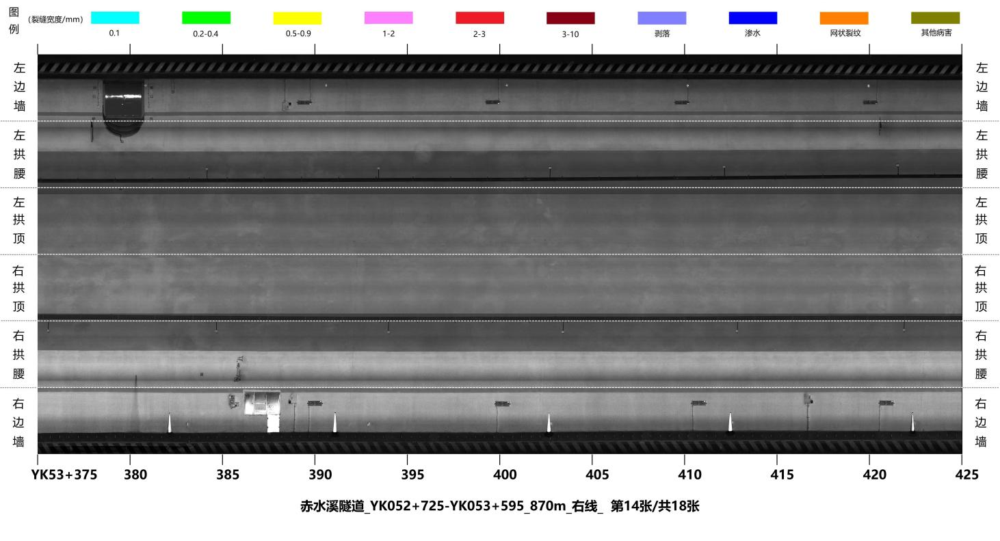 图例 (裂缝宽度/mm)
0.1 0.2-0.4 0.5-0.9 1-2 2-3 3-10 剥落 渗水 网状裂纹 其他病害
左边墙 左边墙
左拱腰 左拱腰
左拱顶 左拱顶
右拱顶 右拱顶
右拱腰 右拱腰
右边墙 右边墙
YK53+375 380 385 390 395 400 405 410 415 420 425
赤水溪隧道_YK052+725-YK053+595_870m_右线_ 第14张/共18张